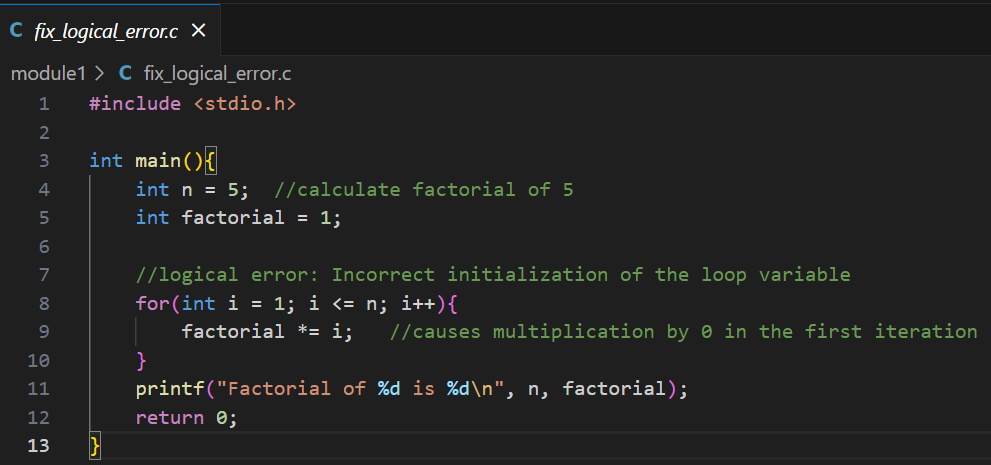 C fix_logical_error.c ×
module1 > C fix_logical_error.c
1 #include <stdio.h>
2
3 int main(){
4     int n = 5;  //calculate factorial of 5
5     int factorial = 1;
6
7     //logical error: Incorrect initialization of the loop variable
8     for(int i = 1; i <= n; i++){
9         factorial *= i;   //causes multiplication by 0 in the first iteration
10     }
11     printf("Factorial of %d is %d\n", n, factorial);
12     return 0;
13 }